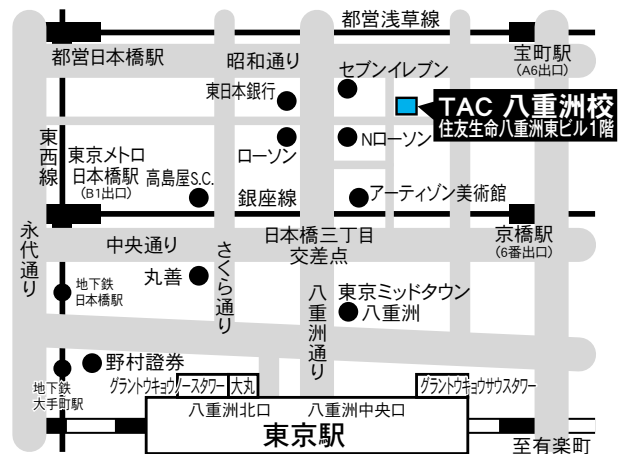 都営浅草線
都営日本橋駅
昭和通り
宝町駅
(A6出口)
セブンイレブン
東日本銀行
TAC 八重洲校
住友生命八重洲東ビル1階
東西線
東京メトロ
日本橋駅
(B1出口)
ローソン
Nローソン
高島屋S.C.
銀座線
アーティゾン美術館
永代通り
中央通り
さくら通り
日本橋三丁目
交差点
京橋駅
(6番出口)
丸善
地下鉄
日本橋駅
八重洲通り
東京ミッドタウン
八重洲
野村證券
地下鉄
大手町駅
グラントウキョウノースタワー
大丸
グラントウキョウサウスタワー
八重洲北口
八重洲中央口
東京駅
至有楽町